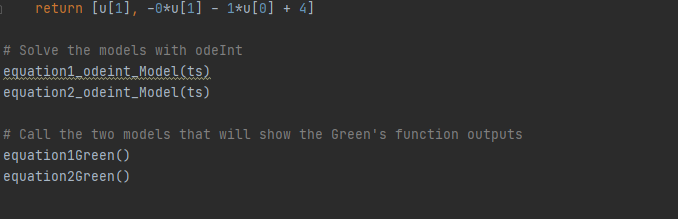 return [u[1], -0*u[1] - 1*u[0] + 4]
# Solve the models with odeInt
equation1_odeint_Model(ts)
equation2_odeint_Model(ts)
# Call the two models that will show the Green's function outputs
equation1Green()
equation2Green()